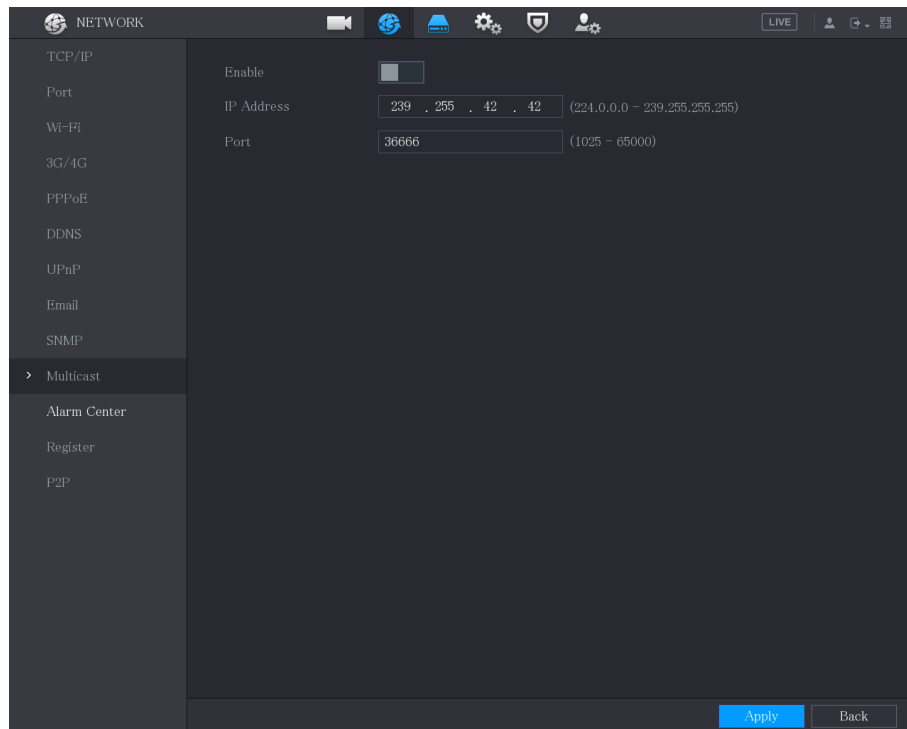 NETWORK
LIVE
TCP/IP
Port
Wi-Fi
3G/4G
PPPoE
DDNS
UPnP
Email
SNMP
Multicast
Alarm Center
Register
P2P
Enable
IP Address 239 . 255 . 42 . 42 (224.0.0.0 - 239.255.255.255)
Port 36666 (1025 - 65000)
Apply Back